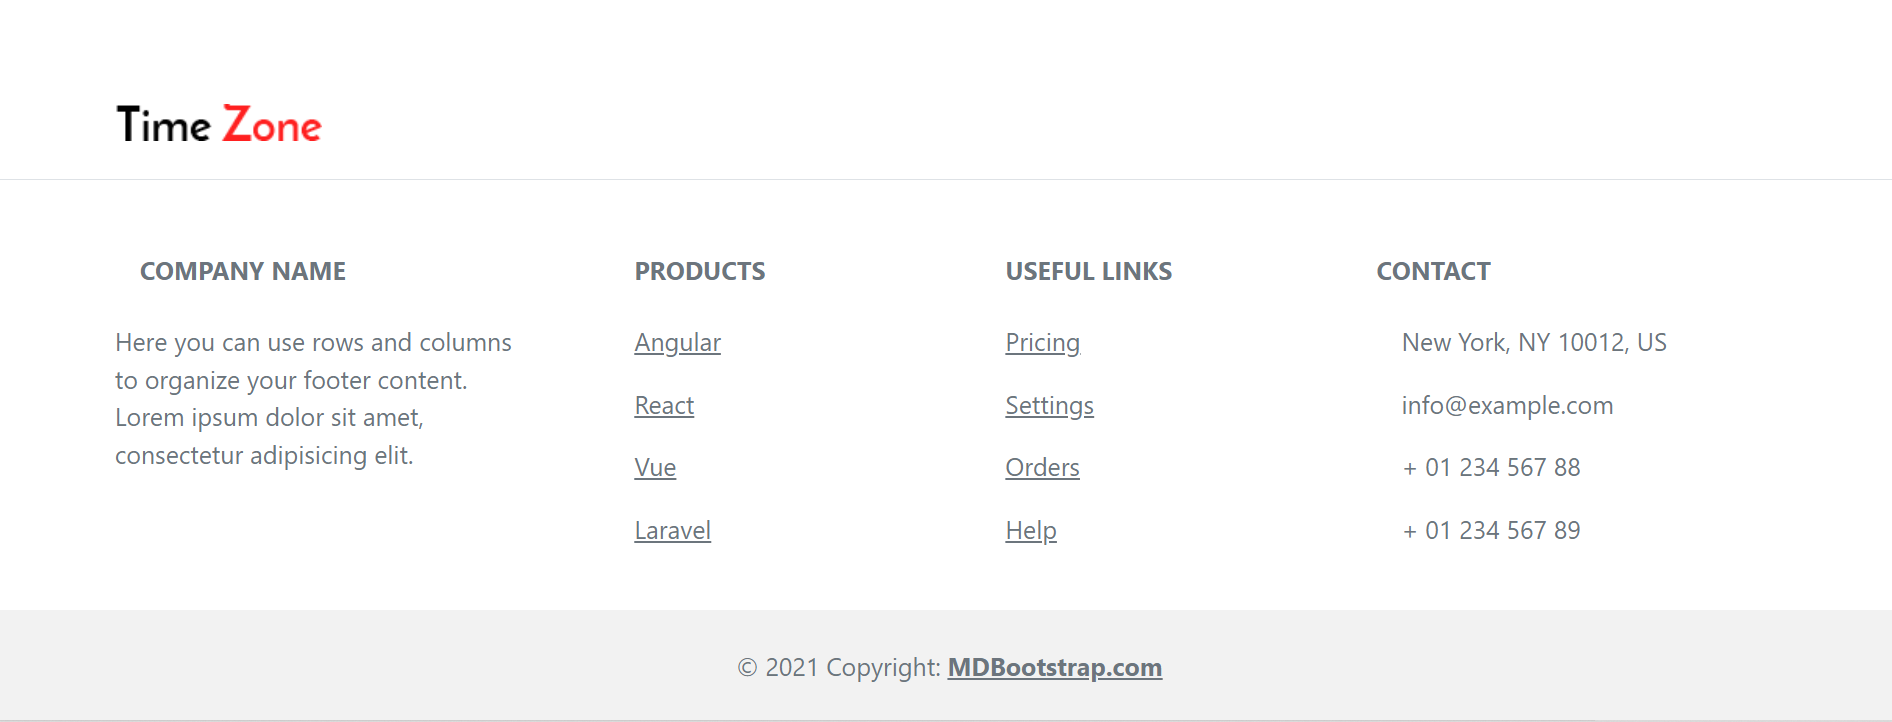 Time Zone
COMPANY NAME
Here you can use rows and columns
to organize your footer content.
Lorem ipsum dolor sit amet,
consectetur adipisicing elit.
PRODUCTS
Angular
React
Vue
Laravel
USEFUL LINKS
Pricing
Settings
Orders
Help
CONTACT
New York, NY 10012, US
info@example.com
+ 01 234 567 88
+ 01 234 567 89
© 2021 Copyright: MDBootstrap.com